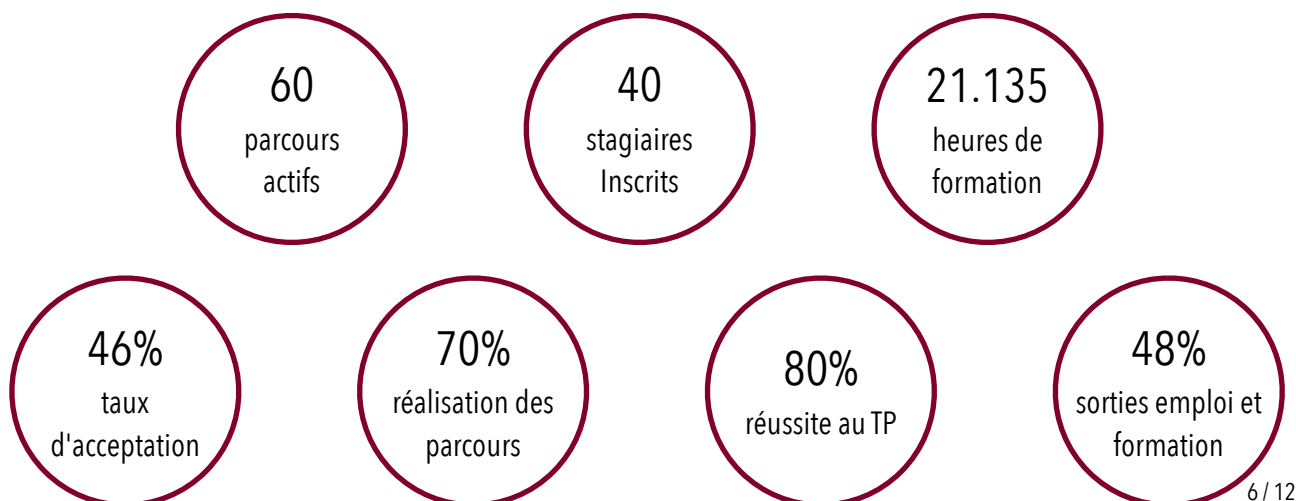 60
parcours
actifs
40
stagiaires
Inscrits
21.135
heures de
formation
46%
taux
d'acceptation
70%
réalisation des
parcours
80%
réussite au TP
48%
sorties emploi et
formation
6 / 12